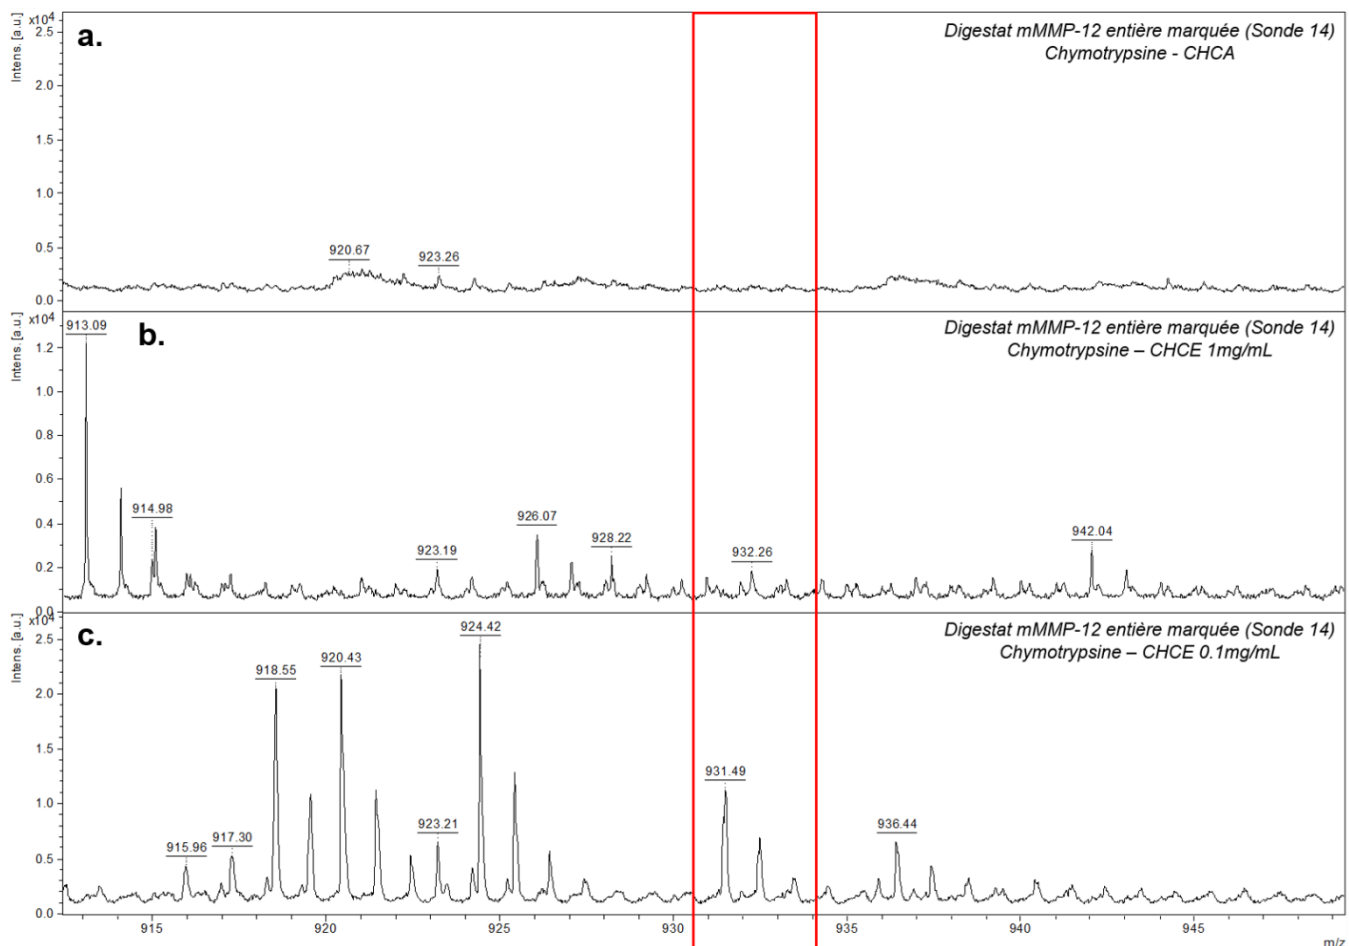 a.
Digestat mMMP-12 entière marquée (Sonde 14)
Chymotrypsine - CHCA
Intens. [a.u.]
x10⁴
2.5
2.0
1.5
1.0
0.5
0.0
920.67
923.26
b.
Digestat mMMP-12 entière marquée (Sonde 14)
Chymotrypsine – CHCE 1mg/mL
Intens. [a.u.]
x10⁴
1.2
1.0
0.8
0.6
0.4
0.2
0.0
913.09
914.98
923.19
926.07
928.22
932.26
942.04
c.
Digestat mMMP-12 entière marquée (Sonde 14)
Chymotrypsine – CHCE 0.1mg/mL
Intens. [a.u.]
x10⁴
2.5
2.0
1.5
1.0
0.5
0.0
915.96
917.30
918.55
920.43
923.21
924.42
931.49
936.44
915
920
925
930
935
940
945
m/z